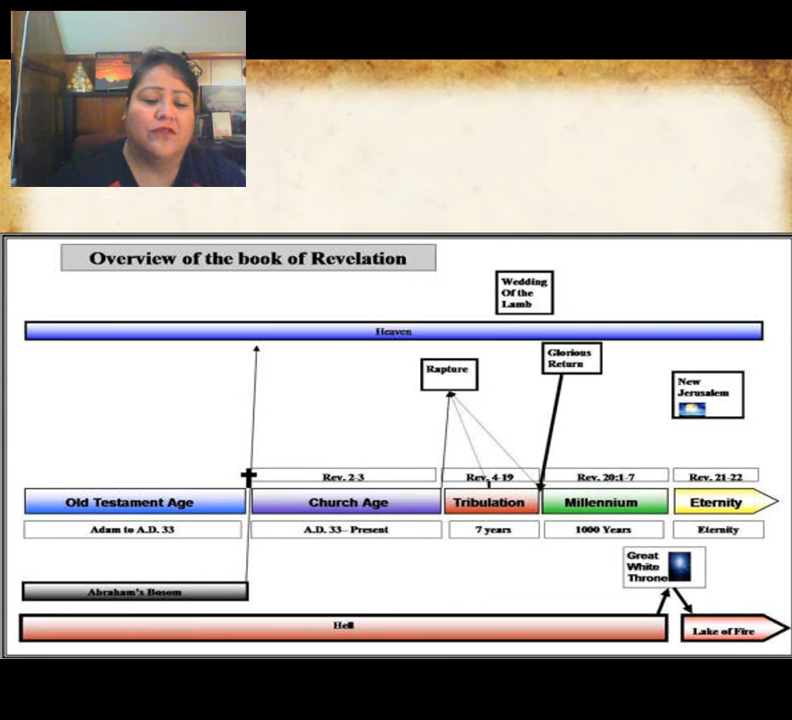 Overview of the book of Revelation
Wedding
Of the
Lamb
Heaven
Glorious
Return
Rapture
New
Jerusalem
Rev. 2-3
Rev. 4-19
Rev. 20:1-7
Rev. 21-22
Old Testament Age
Church Age
Tribulation
Millennium
Eternity
Adam to A.D. 33
A.D. 33– Present
7 years
1000 Years
Eternity
Great
White
Throne
Abraham's Bosom
Hell
Lake of Fire